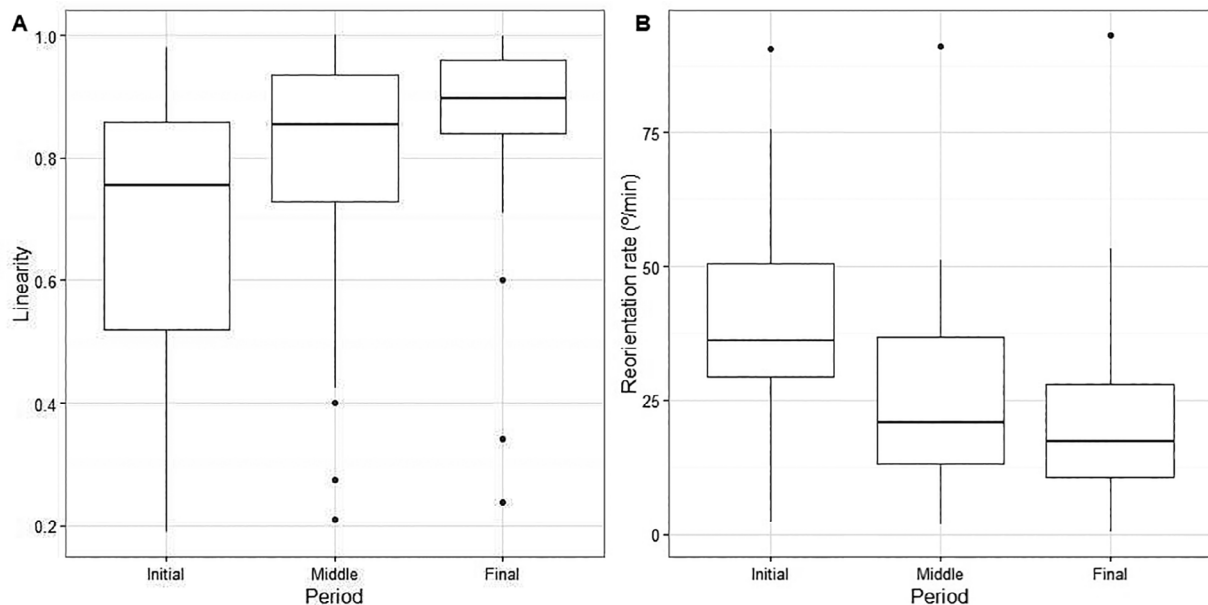 A
1.0
0.8
0.6
0.4
0.2
Linearity
Initial Middle Final
Period
B
75
50
25
0
Reorientation rate (º/min)
Initial Middle Final
Period